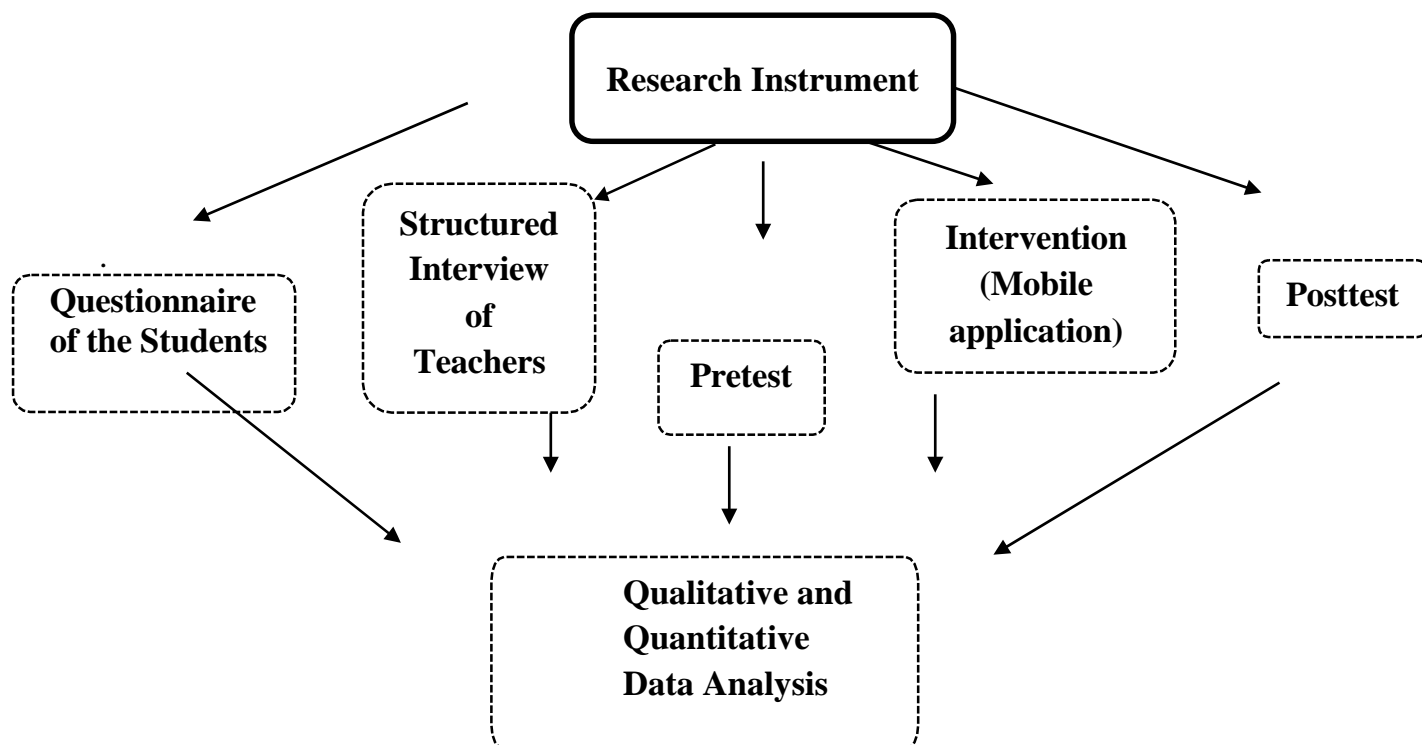 Research Instrument
Questionnaire
of the Students
Structured
Interview
of
Teachers
Pretest
Intervention
(Mobile
application)
Posttest
Qualitative and
Quantitative
Data Analysis